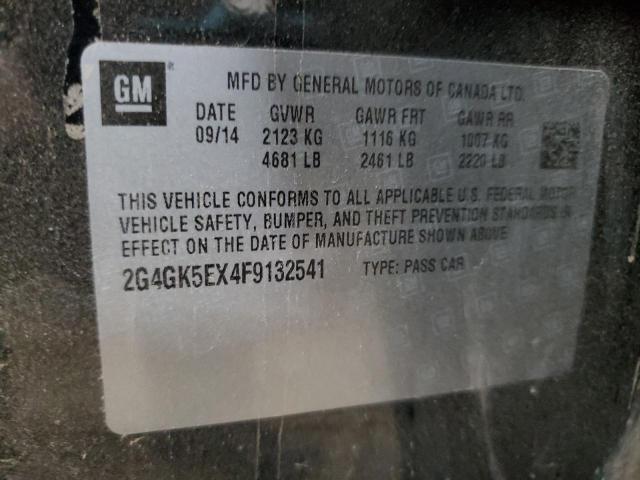 GM
MFD BY GENERAL MOTORS OF CANADA LTD.
DATE GVWR GAWR FRT GAWR RR
09/14 2123 KG 1116 KG 1007 KG
4681 LB 2461 LB 2220 LB
THIS VEHICLE CONFORMS TO ALL APPLICABLE U.S. FEDERAL MOTOR
VEHICLE SAFETY, BUMPER, AND THEFT PREVENTION STANDARDS IN
EFFECT ON THE DATE OF MANUFACTURE SHOWN ABOVE
2G4GK5EX4F9132541 TYPE: PASS CAR